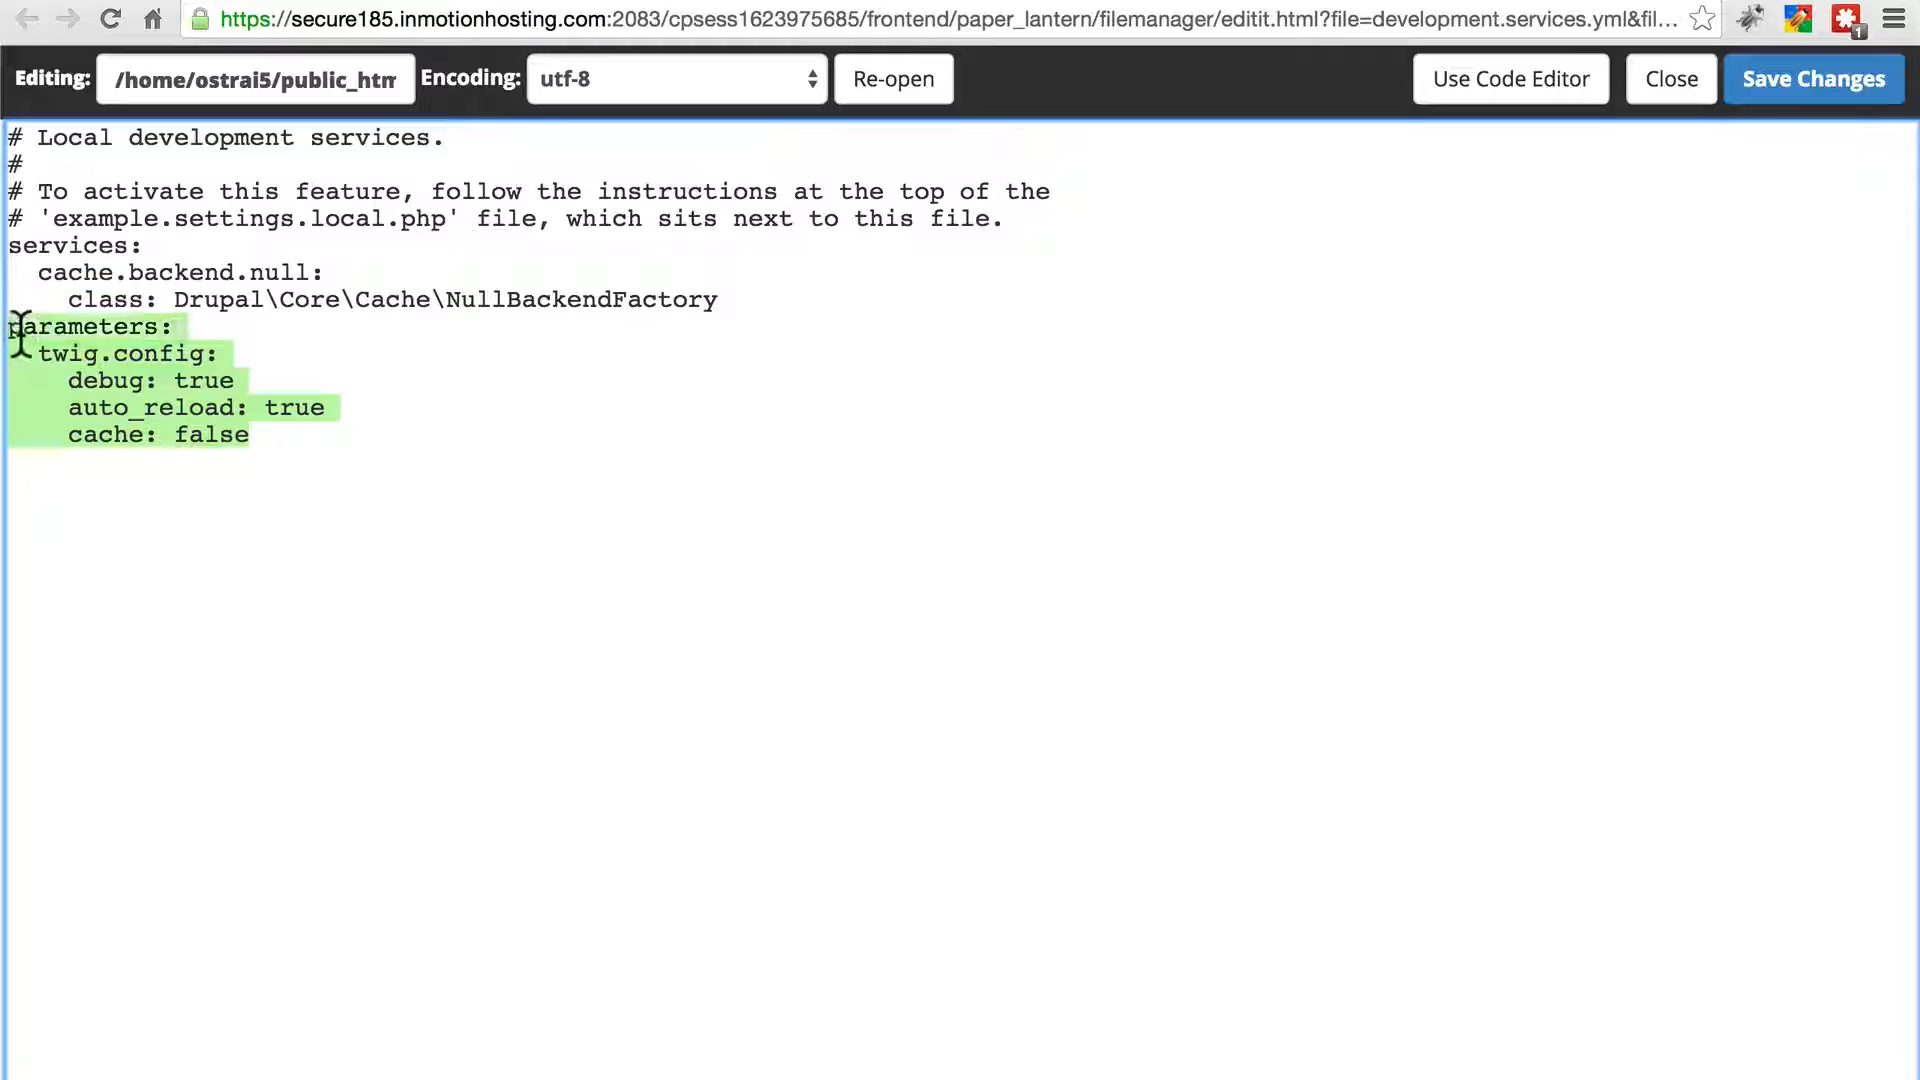 https://secure185.inmotionhosting.com:2083/cpsess1623975685/frontend/paper_lantern/filemanager/editit.html?file=development.services.yml&fil...
1
Editing: /home/ostrai5/public_htm Encoding: utf-8 Re-open Use Code Editor Close Save Changes
# Local development services.
#
# To activate this feature, follow the instructions at the top of the
# 'example.settings.local.php' file, which sits next to this file.
services:
  cache.backend.null:
    class: Drupal\Core\Cache\NullBackendFactory
parameters:
  twig.config:
    debug: true
    auto_reload: true
    cache: false